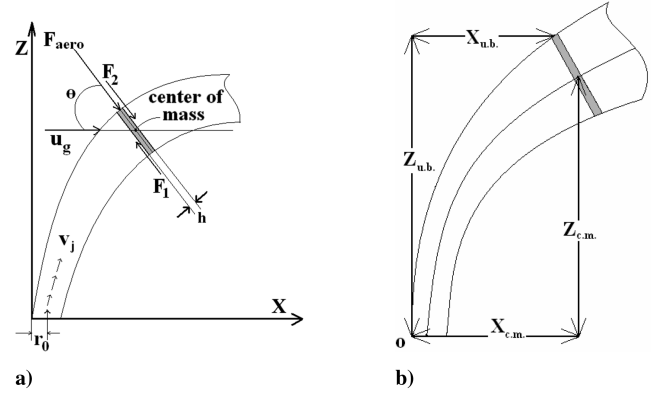 Z
F_aero
F_2
θ
center of
mass
u_g
F_1
h
v_j
X
r_0
a)
X_u.b.
Z_u.b.
Z_c.m.
X_c.m.
o
b)